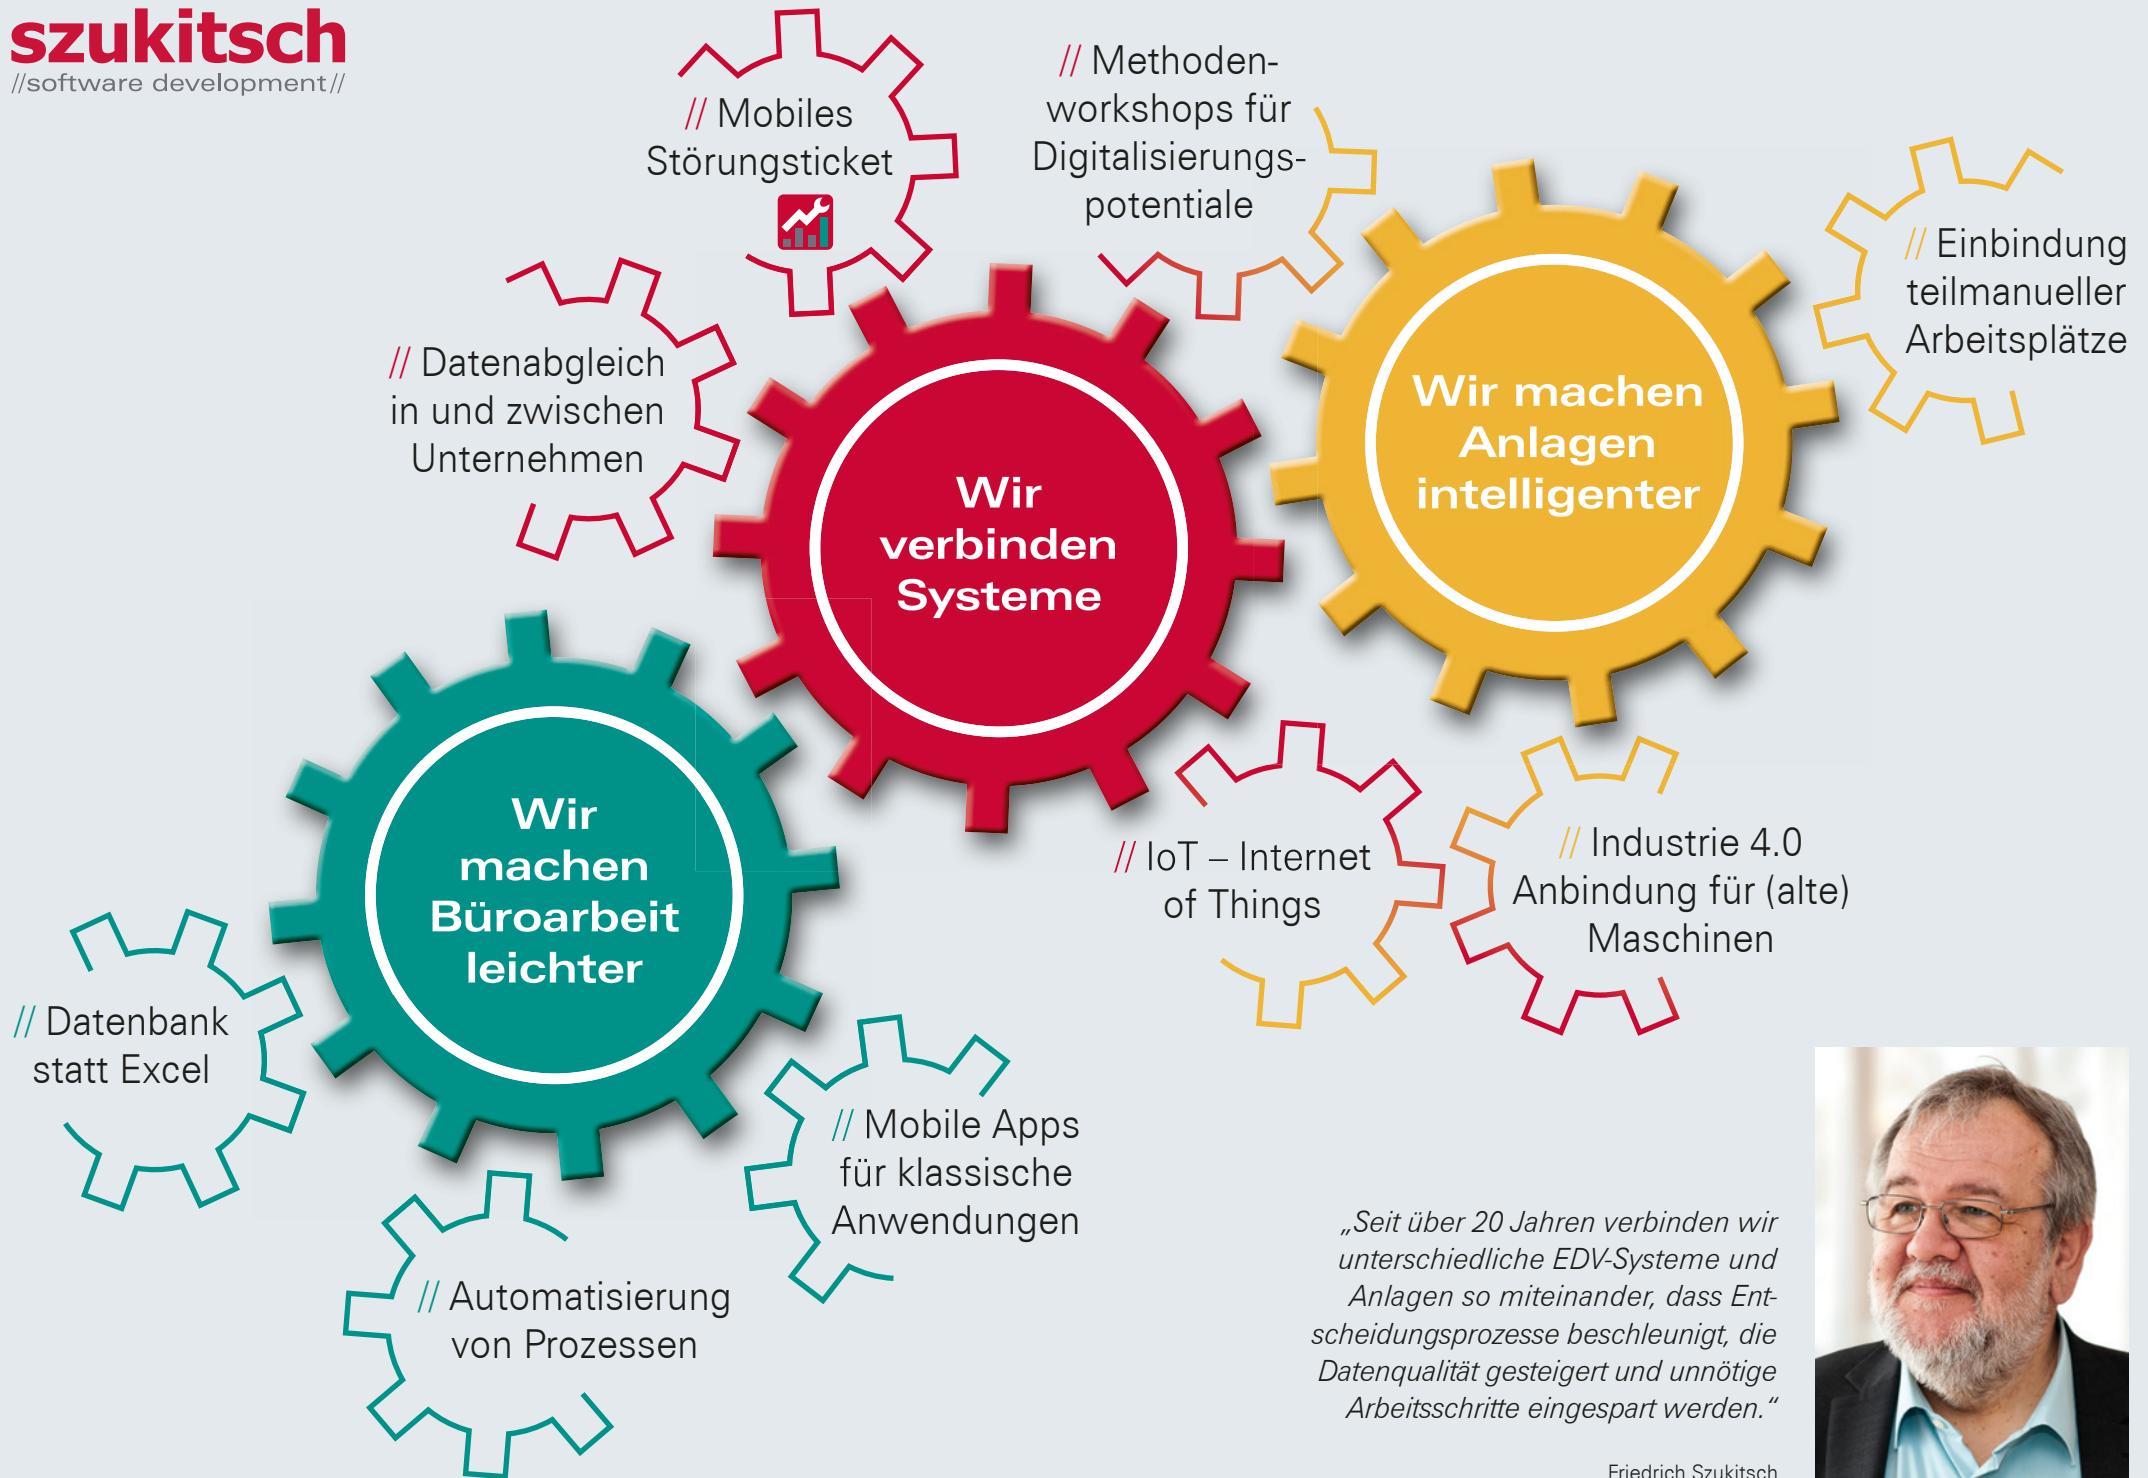 szukitsch
//software development//
// Mobiles
Störungsticket
// Methoden-
workshops für
Digitalisierungs-
potentiale
// Einbindung
teilmanueller
Arbeitsplätze
// Datenabgleich
in und zwischen
Unternehmen
Wir
verbinden
Systeme
Wir machen
Anlagen
intelligenter
Wir
machen
Büroarbeit
leichter
// IoT – Internet
of Things
// Industrie 4.0
Anbindung für (alte)
Maschinen
// Datenbank
statt Excel
// Mobile Apps
für klassische
Anwendungen
// Automatisierung
von Prozessen
„Seit über 20 Jahren verbinden wir
unterschiedliche EDV-Systeme und
Anlagen so miteinander, dass Ent-
scheidungsprozesse beschleunigt, die
Datenqualität gesteigert und unnötige
Arbeitsschritte eingespart werden.“
Friedrich Szukitsch